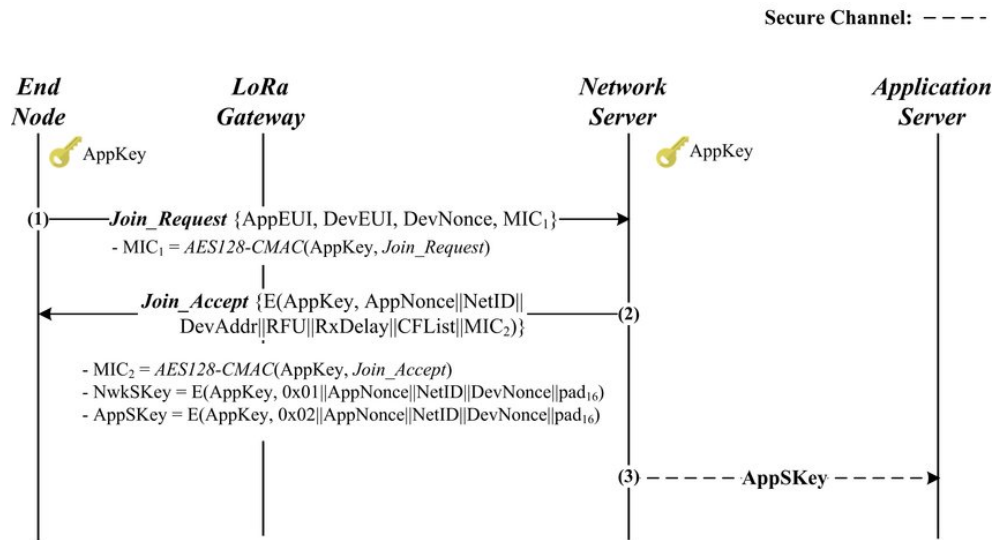 Secure Channel:
End
Node
LoRa
Gateway
Network
Server
Application
Server
AppKey
AppKey
(1) Join_Request {AppEUI, DevEUI, DevNonce, MIC₁}
- MIC₁ = AES128-CMAC(AppKey, Join_Request)
Join_Accept {E(AppKey, AppNonce||NetID||
DevAddr||RFU||RxDelay||CFList||MIC₂)}
(2)
- MIC₂ = AES128-CMAC(AppKey, Join_Accept)
- NwkSKey = E(AppKey, 0x01||AppNonce||NetID||DevNonce||pad₁₆)
- AppSKey = E(AppKey, 0x02||AppNonce||NetID||DevNonce||pad₁₆)
(3) AppSKey